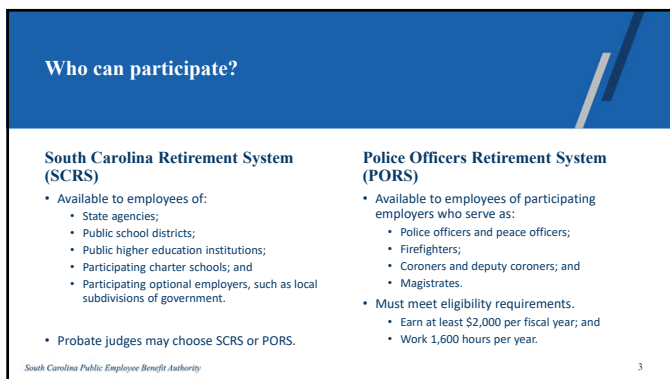 Who can participate?
South Carolina Retirement System
(SCRS)
• Available to employees of:
• State agencies;
• Public school districts;
• Public higher education institutions;
• Participating charter schools; and
• Participating optional employers, such as local
subdivisions of government.
• Probate judges may choose SCRS or PORS.
Police Officers Retirement System
(PORS)
• Available to employees of participating
employers who serve as:
• Police officers and peace officers;
• Firefighters;
• Coroners and deputy coroners; and
• Magistrates.
• Must meet eligibility requirements.
• Earn at least $2,000 per fiscal year; and
• Work 1,600 hours per year.
South Carolina Public Employee Benefit Authority
3